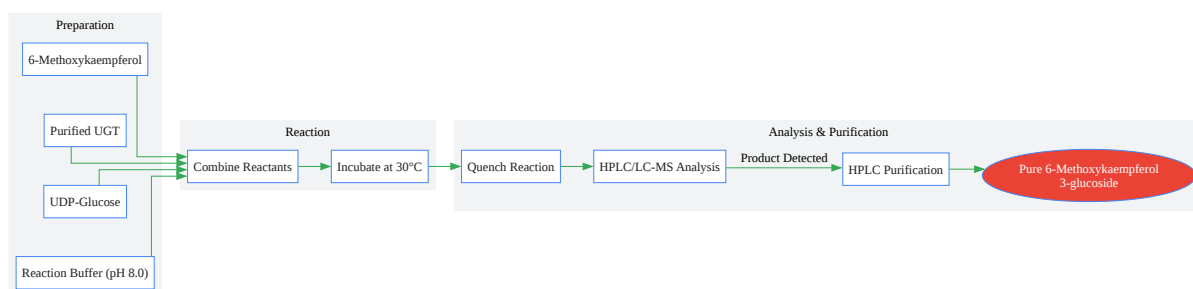 Preparation
6-Methoxykaempferol
Purified UGT
UDP-Glucose
Reaction Buffer (pH 8.0)
Reaction
Combine Reactants
Incubate at 30°C
Analysis & Purification
Quench Reaction
HPLC/LC-MS Analysis
Product Detected
HPLC Purification
Pure 6-Methoxykaempferol
3-glucoside